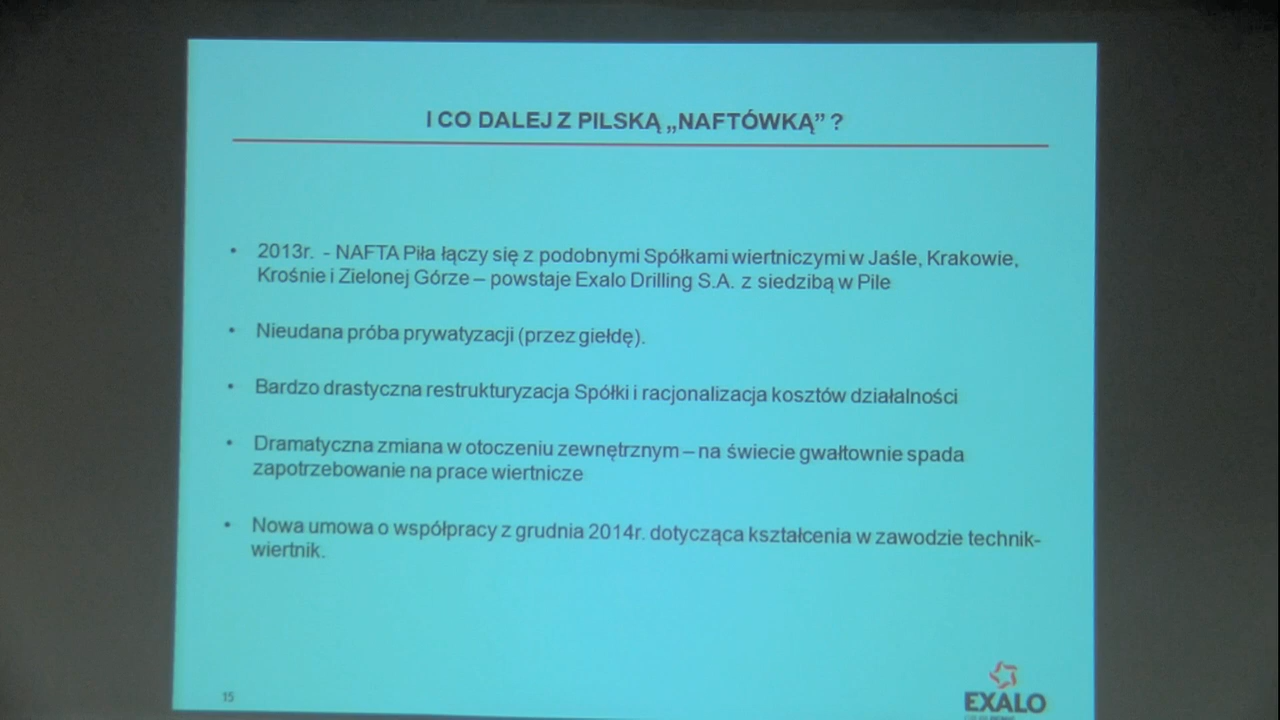 I CO DALEJ Z PILSKĄ „NAFTÓWKĄ” ?
• 2013r. - NAFTA Piła łączy się z podobnymi Spółkami wiertniczymi w Jaśle, Krakowie,
Krośnie i Zielonej Górze – powstaje Exalo Drilling S.A. z siedzibą w Pile
• Nieudana próba prywatyzacji (przez giełdę).
• Bardzo drastyczna restrukturyzacja Spółki i racjonalizacja kosztów działalności
• Dramatyczna zmiana w otoczeniu zewnętrznym – na świecie gwałtownie spada
zapotrzebowanie na prace wiertnicze
• Nowa umowa o współpracy z grudnia 2014r. dotycząca kształcenia w zawodzie technik-
wiertnik.
15
EXALO